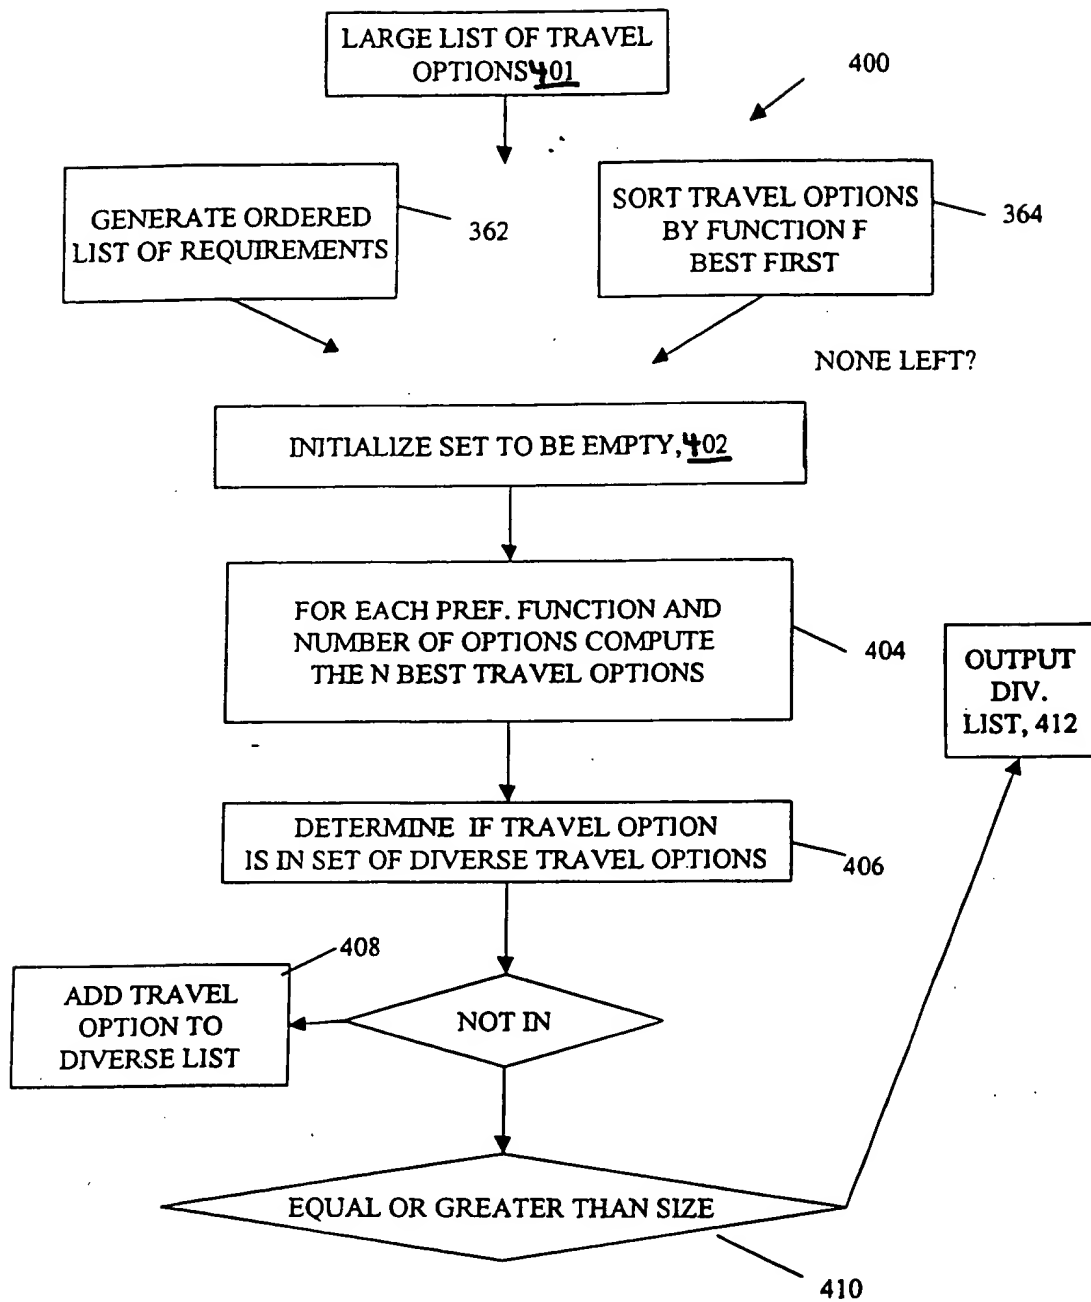 LARGE LIST OF TRAVEL
OPTIONS 401
400
GENERATE ORDERED
LIST OF REQUIREMENTS
362
SORT TRAVEL OPTIONS
BY FUNCTION F
BEST FIRST
364
NONE LEFT?
INITIALIZE SET TO BE EMPTY, 402
FOR EACH PREF. FUNCTION AND
NUMBER OF OPTIONS COMPUTE
THE N BEST TRAVEL OPTIONS
404
OUTPUT
DIV.
LIST, 412
DETERMINE IF TRAVEL OPTION
IS IN SET OF DIVERSE TRAVEL OPTIONS
406
408
ADD TRAVEL
OPTION TO
DIVERSE LIST
NOT IN
EQUAL OR GREATER THAN SIZE
410